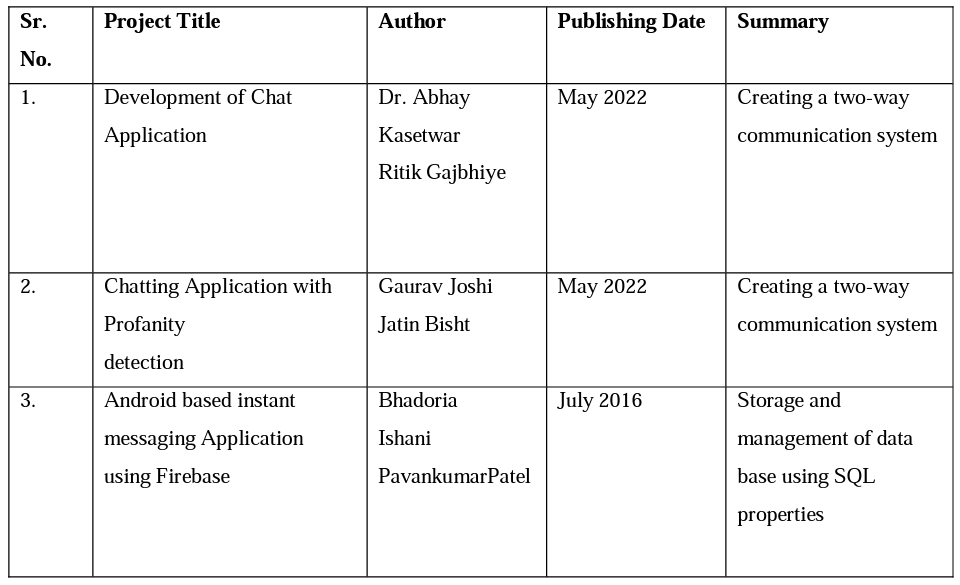 Sr. No. Project Title Author Publishing Date Summary
1. Development of Chat Application Dr. Abhay Kasetwar Ritik Gajbhiye May 2022 Creating a two-way communication system
2. Chatting Application with Profanity detection Gaurav Joshi Jatin Bisht May 2022 Creating a two-way communication system
3. Android based instant messaging Application using Firebase Bhadoria Ishani PavankumarPatel July 2016 Storage and management of data base using SQL properties